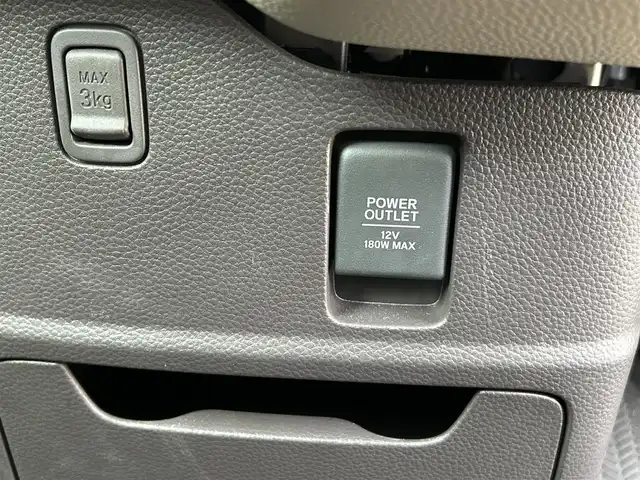 MAX
3kg
POWER
OUTLET
12V
180W MAX